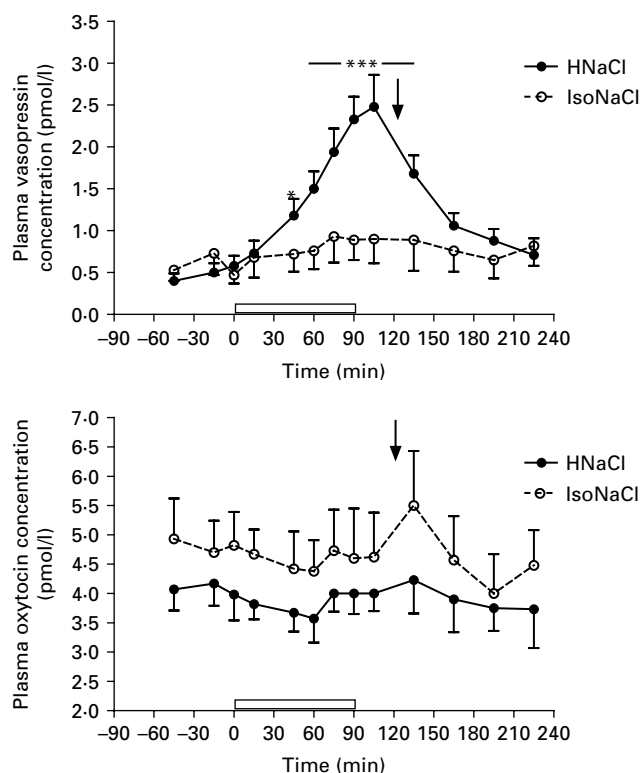 3·5
3·0
2·5
2·0
1·5
1·0
0·5
0·0
Plasma vasopressin
concentration (pmol/l)
***
*
HNaCl
IsoNaCl
–90 –60 –30 0 30 60 90 120 150 180 210 240
Time (min)
7·0
6·5
6·0
5·5
5·0
4·5
4·0
3·5
3·0
2·5
2·0
Plasma oxytocin concentration
(pmol/l)
HNaCl
IsoNaCl
–90 –60 –30 0 30 60 90 120 150 180 210 240
Time (min)